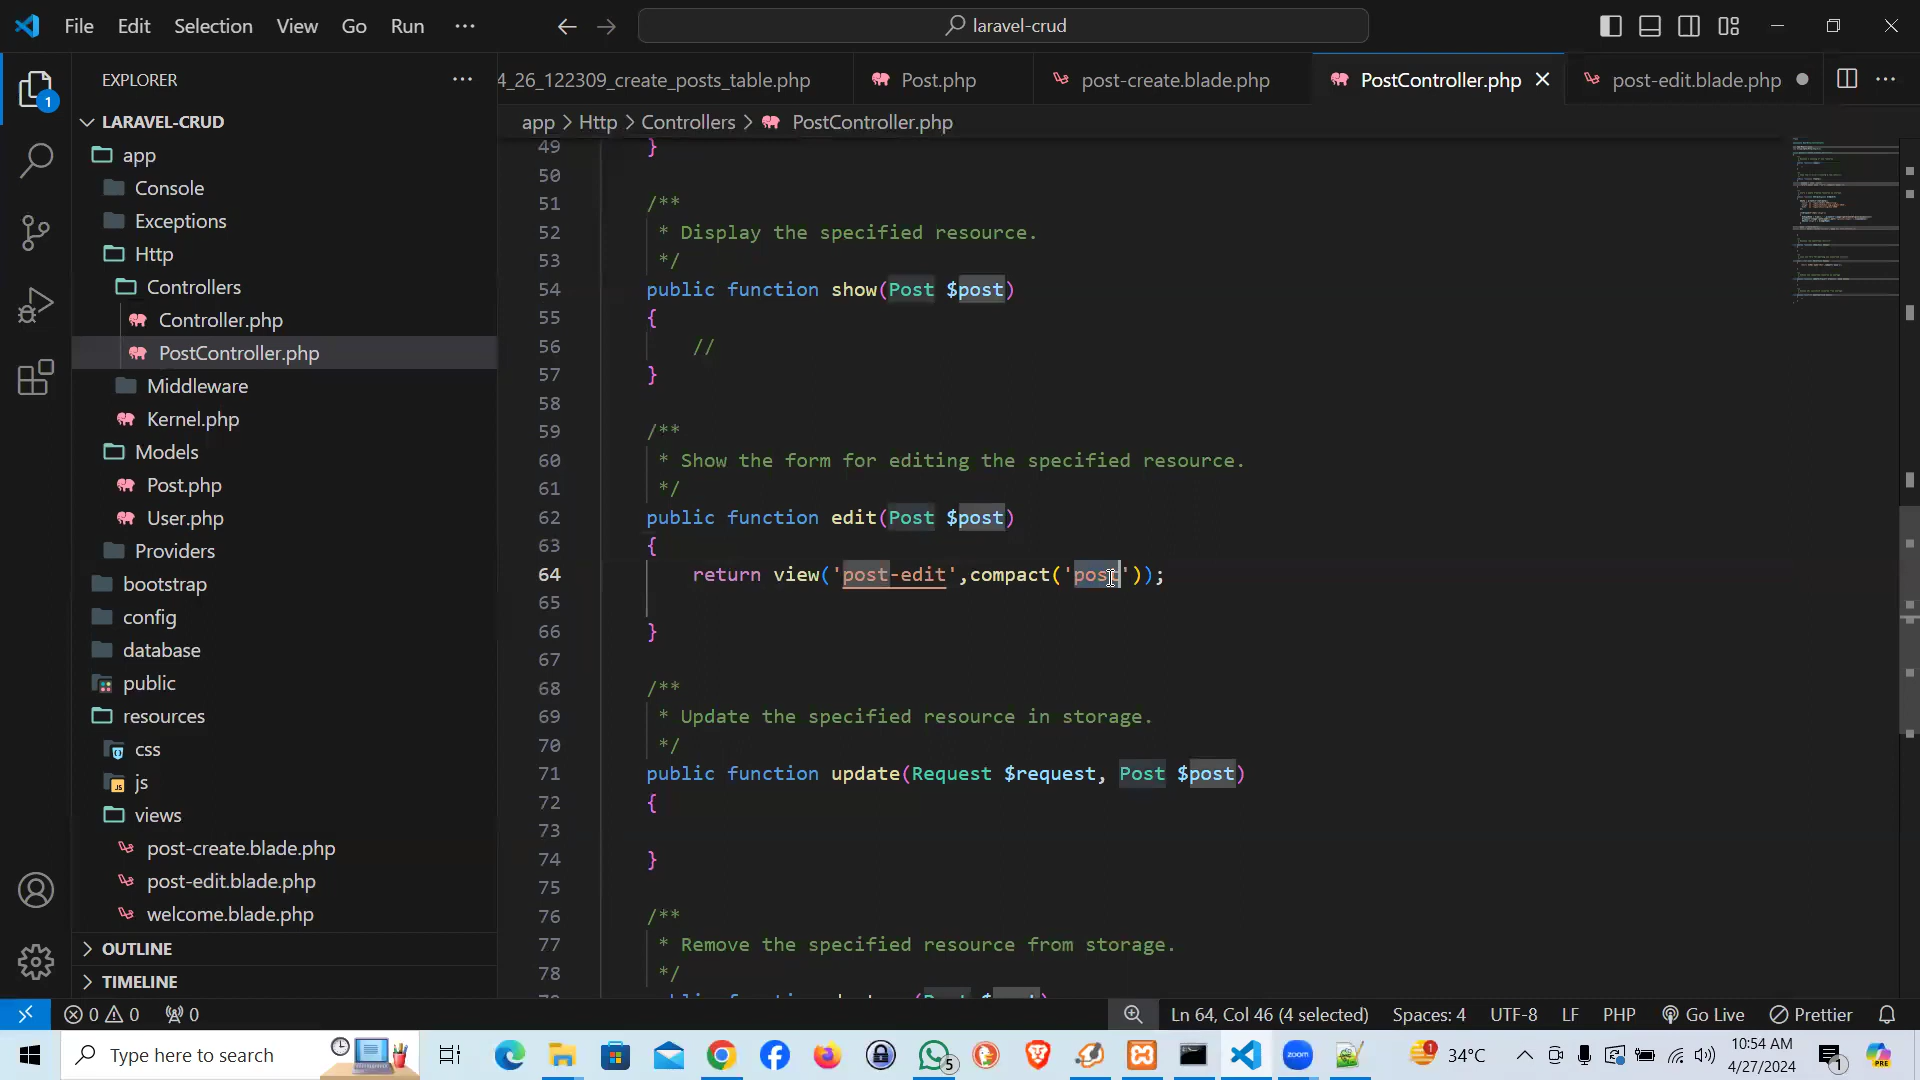 File Edit Selection View Go Run ··· laravel-crud
EXPLORER ···
4_26_122309_create_posts_table.php Post.php post-create.blade.php PostController.php post-edit.blade.php ···
app > Http > Controllers > PostController.php
LARAVEL-CRUD
app
Console
Exceptions
Http
Controllers
Controller.php
PostController.php
Middleware
Kernel.php
Models
Post.php
User.php
Providers
bootstrap
config
database
public
resources
css
js
views
post-create.blade.php
post-edit.blade.php
welcome.blade.php
OUTLINE
TIMELINE
49 }
50
51 /**
52 * Display the specified resource.
53 */
54 public function show(Post $post)
55 {
56 //
57 }
58
59 /**
60 * Show the form for editing the specified resource.
61 */
62 public function edit(Post $post)
63 {
64 return view('post-edit',compact('post'));
65
66 }
67
68 /**
69 * Update the specified resource in storage.
70 */
71 public function update(Request $request, Post $post)
72 {
73
74 }
75
76 /**
77 * Remove the specified resource from storage.
78 */
0 0 0 Ln 64, Col 46 (4 selected) Spaces: 4 UTF-8 LF PHP Go Live Prettier
Type here to search 5 zoom 1 34°C 10:54 AM 1 PRE
4/27/2024